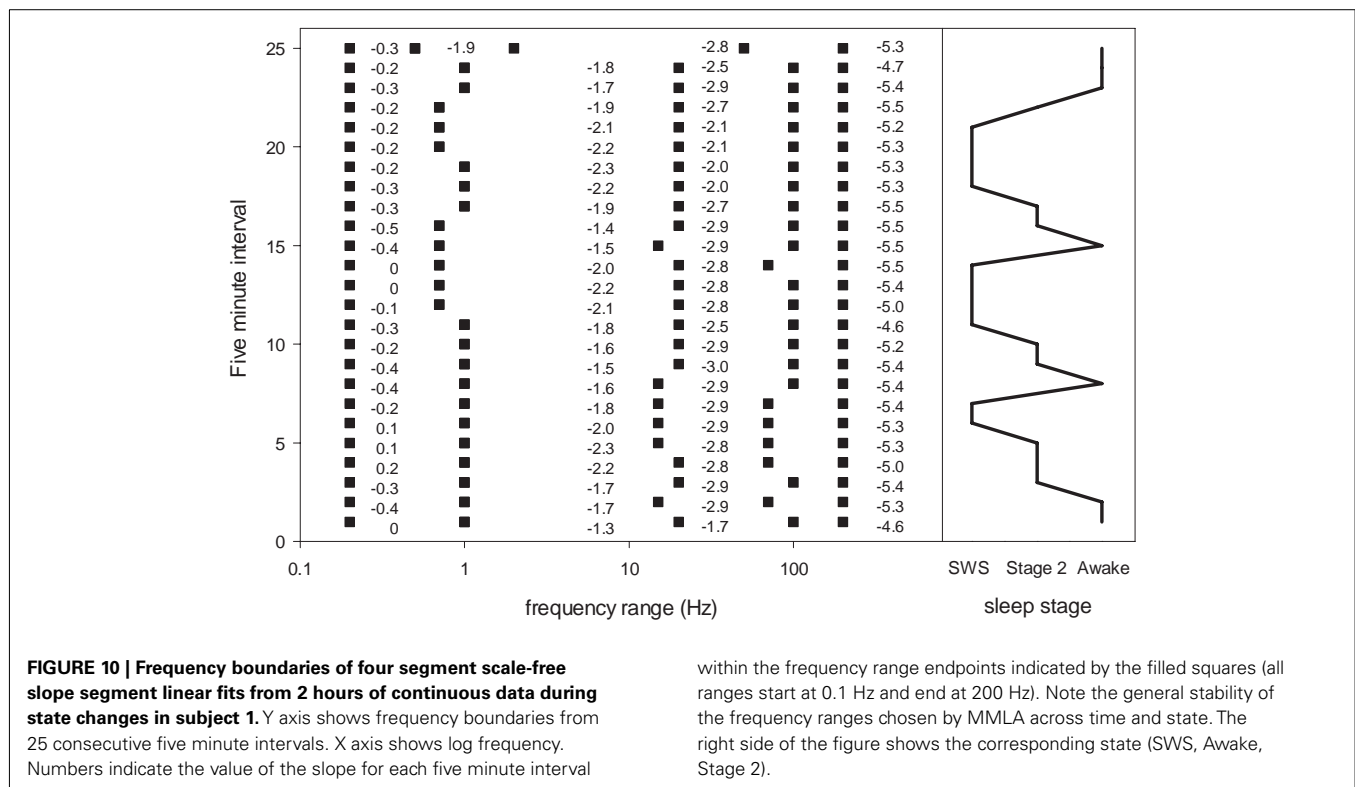 25 -0.3 -1.9 -2.8 -5.3
-0.2 -1.8 -2.5 -4.7
-0.3 -1.7 -2.9 -5.4
-0.2 -1.9 -2.7 -5.5
-0.2 -2.1 -2.1 -5.2
20 -0.2 -2.2 -2.1 -5.3
-0.2 -2.3 -2.0 -5.3
-0.3 -2.2 -2.0 -5.3
-0.3 -1.9 -2.7 -5.5
-0.5 -1.4 -2.9 -5.5
15 -0.4 -1.5 -2.9 -5.5
0 -2.0 -2.8 -5.5
0 -2.2 -2.8 -5.4
-0.1 -2.1 -2.8 -5.0
-0.3 -1.8 -2.5 -4.6
10 -0.2 -1.6 -2.9 -5.2
-0.4 -1.5 -3.0 -5.4
-0.4 -1.6 -2.9 -5.4
-0.2 -1.8 -2.9 -5.4
0.1 -2.0 -2.9 -5.3
5 0.1 -2.3 -2.8 -5.3
0.2 -2.2 -2.8 -5.0
-0.3 -1.7 -2.9 -5.4
-0.4 -1.7 -2.9 -5.3
0 -1.3 -1.7 -4.6
0
Five minute interval
0.1 1 10 100 SWS Stage 2 Awake
frequency range (Hz) sleep stage
FIGURE 10 | Frequency boundaries of four segment scale-free
slope segment linear fits from 2 hours of continuous data during
state changes in subject 1. Y axis shows frequency boundaries from
25 consecutive five minute intervals. X axis shows log frequency.
Numbers indicate the value of the slope for each five minute interval
within the frequency range endpoints indicated by the filled squares (all
ranges start at 0.1 Hz and end at 200 Hz). Note the general stability of
the frequency ranges chosen by MMLA across time and state. The
right side of the figure shows the corresponding state (SWS, Awake,
Stage 2).